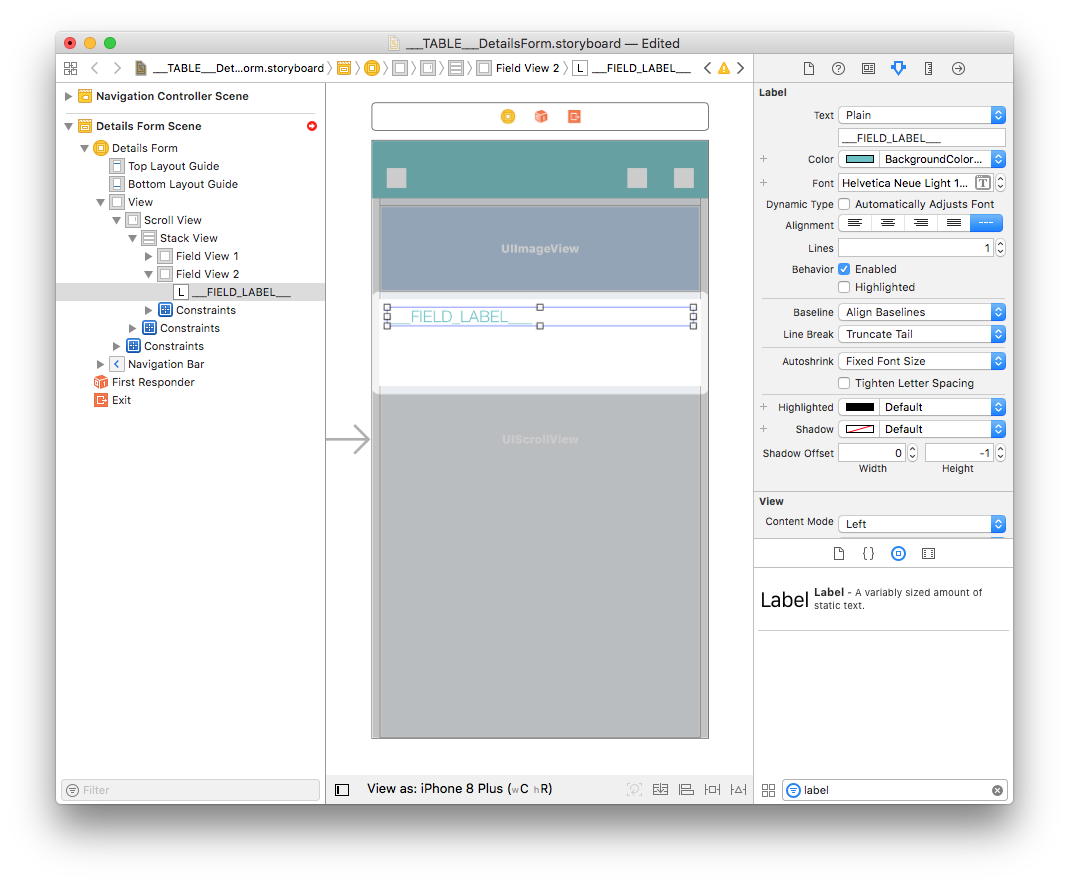 ___TABLE___DetailsForm.storyboard — Edited
___TABLE___Det...orm.storyboard
Field View 2
L
___FIELD_LABEL___
Navigation Controller Scene
Details Form Scene
Details Form
Top Layout Guide
Bottom Layout Guide
View
Scroll View
Stack View
Field View 1
Field View 2
L ___FIELD_LABEL___
Constraints
Constraints
Constraints
Navigation Bar
First Responder
Exit
Filter
UIImageView
___FIELD_LABEL___
UIScrollView
View as: iPhone 8 Plus (wC hR)
Label
Text Plain
___FIELD_LABEL___
+ Color BackgroundColor...
+ Font Helvetica Neue Light 1... T
Dynamic Type Automatically Adjusts Font
Alignment
Lines 1
Behavior Enabled
Highlighted
Baseline Align Baselines
Line Break Truncate Tail
Autoshrink Fixed Font Size
Tighten Letter Spacing
+ Highlighted Default
+ Shadow Default
Shadow Offset 0 -1
Width Height
View
Content Mode Left
{}
Label Label - A variably sized amount of
static text.
label